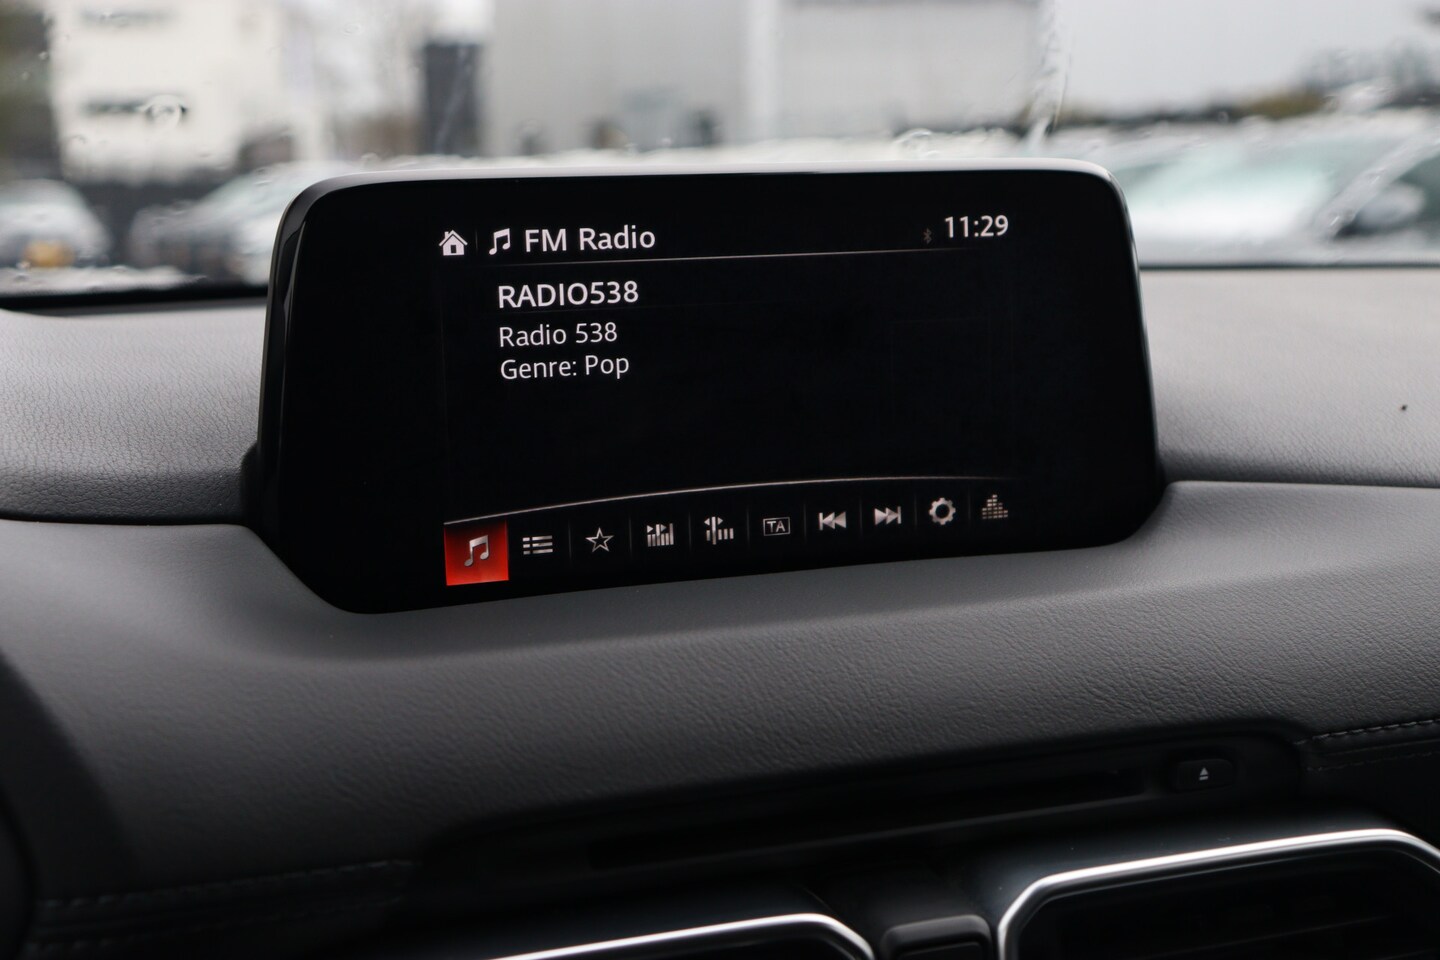 FM Radio 11:29
RADIO538
Radio 538
Genre: Pop
TA